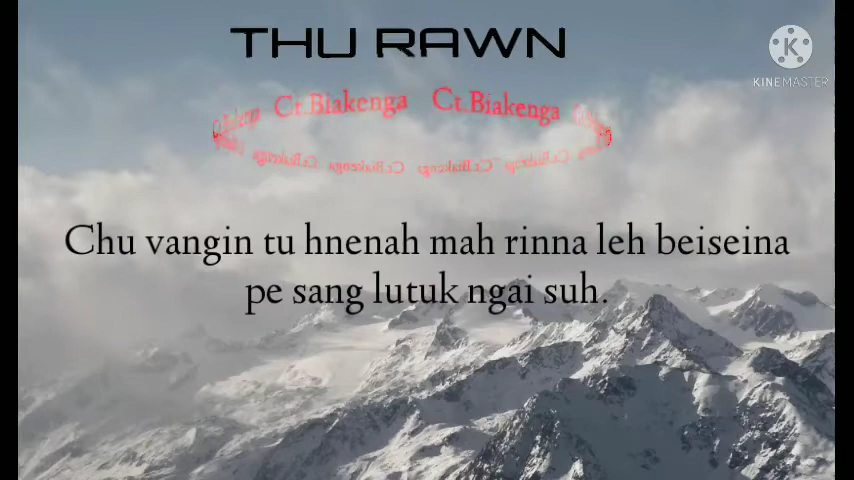 THU RAWN
KINEMASTER
Ct.Biakenga Ct.Biakenga
Chu vangin tu hnenah mah rinna leh beiseina
pe sang lutuk ngai suh.